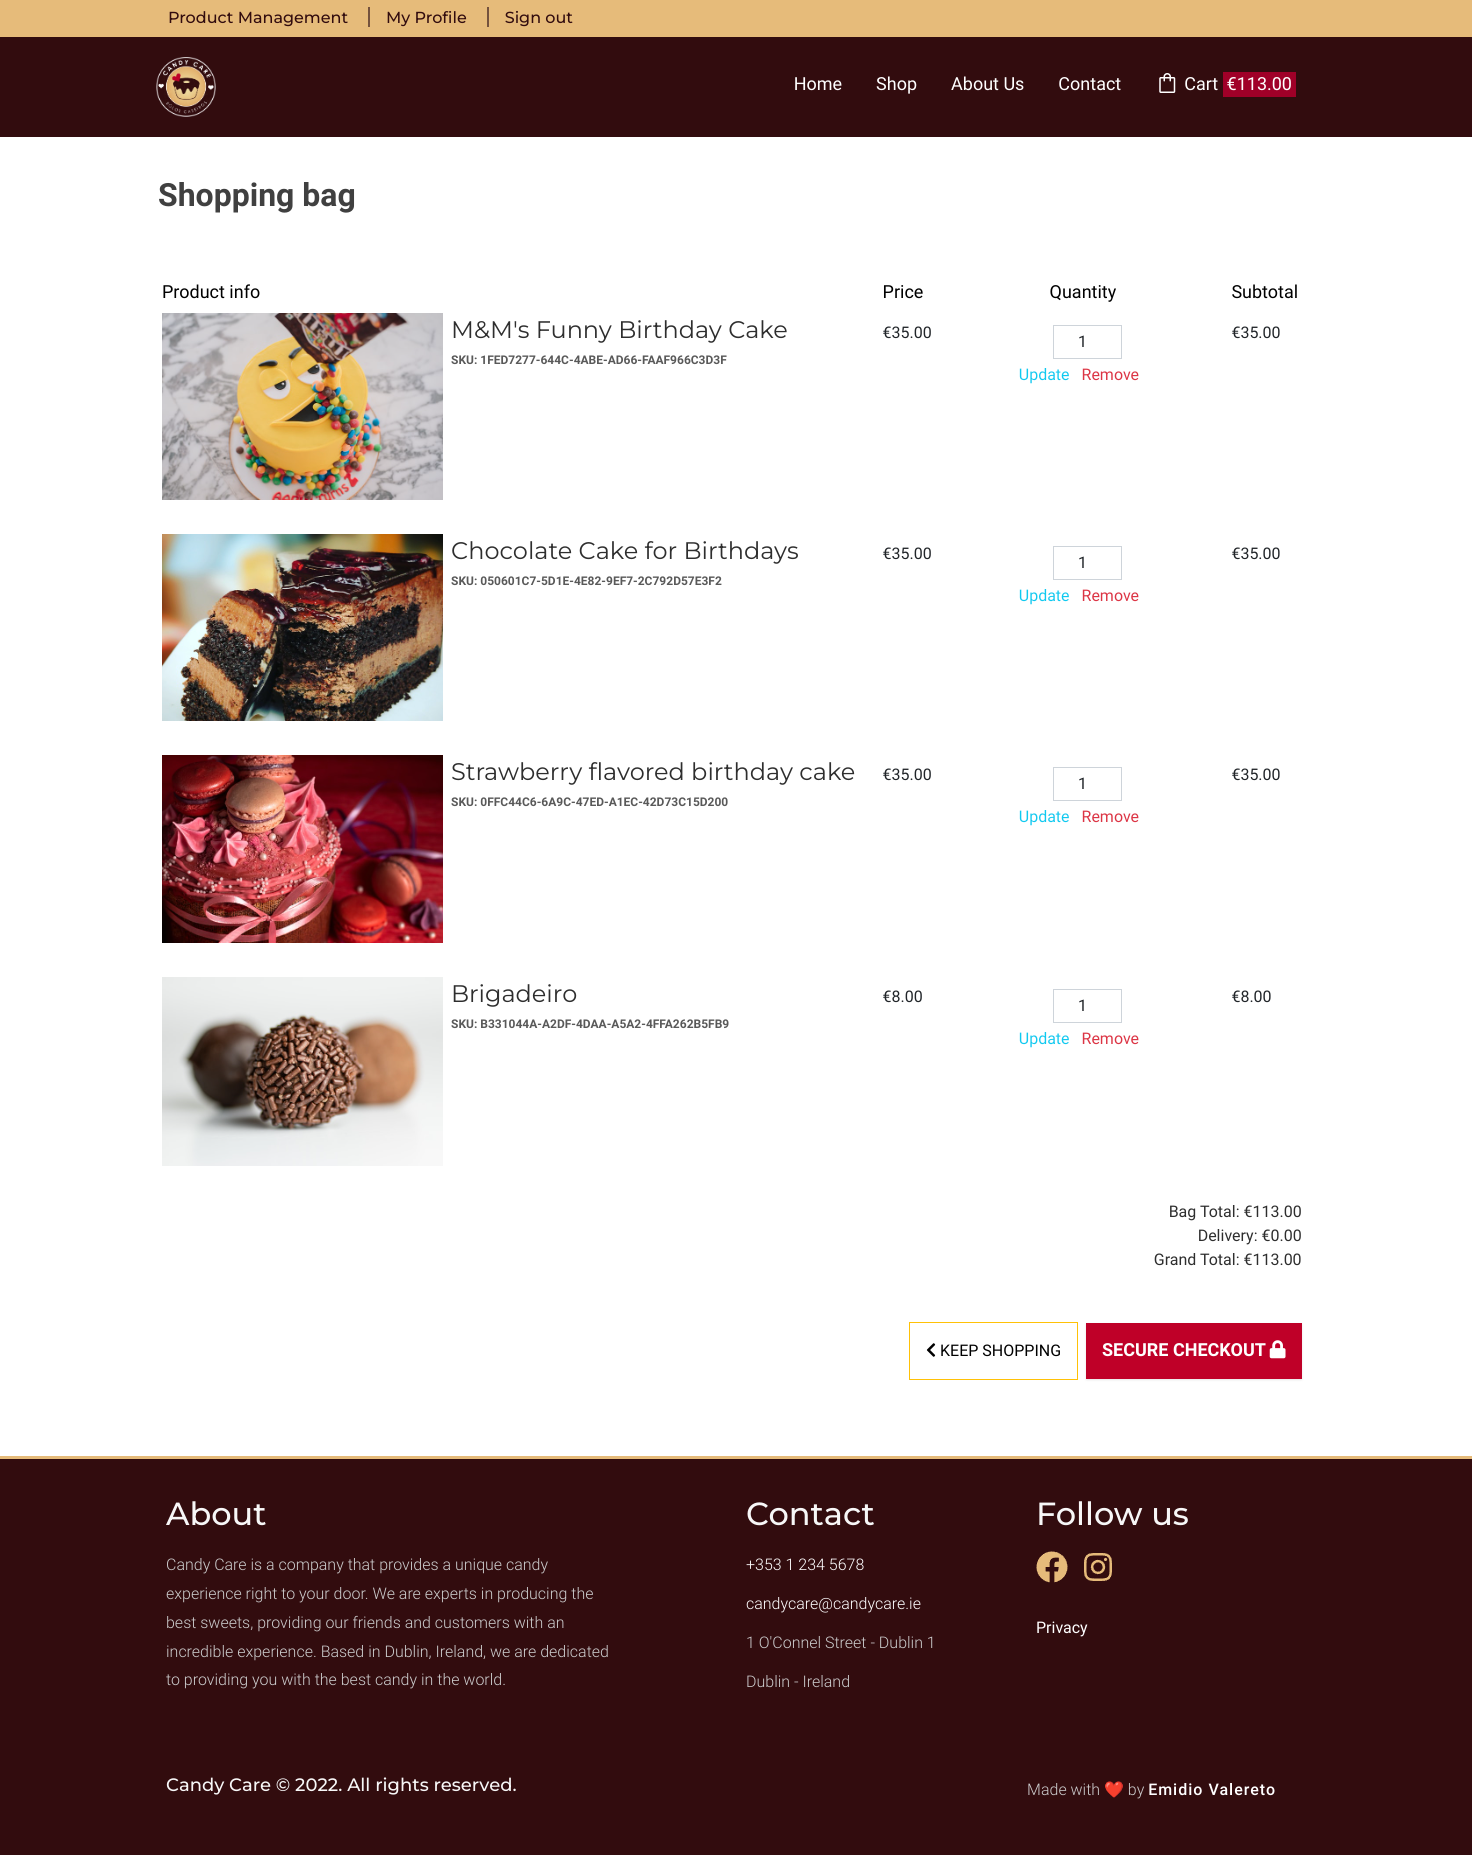 Product Management
My Profile
Sign out
CANDY CARE
Home
Shop
About Us
Contact
Cart €113.00
Shopping bag
Product info
Price
Quantity
Subtotal
M&M's Funny Birthday Cake
€35.00
1
€35.00
SKU: 1FED7277-644C-4ABE-AD66-FAAF966C3D3F
Update Remove
Chocolate Cake for Birthdays
€35.00
1
€35.00
SKU: 050601C7-5D1E-4E82-9EF7-2C792D57E3F2
Update Remove
Strawberry flavored birthday cake
€35.00
1
€35.00
SKU: 0FFC44C6-6A9C-47ED-A1EC-42D73C15D200
Update Remove
Brigadeiro
€8.00
1
€8.00
SKU: B331044A-A2DF-4DAA-A5A2-4FFA262B5FB9
Update Remove
Bag Total: €113.00
Delivery: €0.00
Grand Total: €113.00
KEEP SHOPPING
SECURE CHECKOUT
About
Candy Care is a company that provides a unique candy
experience right to your door. We are experts in producing the
best sweets, providing our friends and customers with an
incredible experience. Based in Dublin, Ireland, we are dedicated
to providing you with the best candy in the world.
Contact
+353 1 234 5678
candycare@candycare.ie
1 O'Connel Street - Dublin 1
Dublin - Ireland
Follow us
Privacy
Candy Care © 2022. All rights reserved.
Made with ❤️ by Emidio Valereto